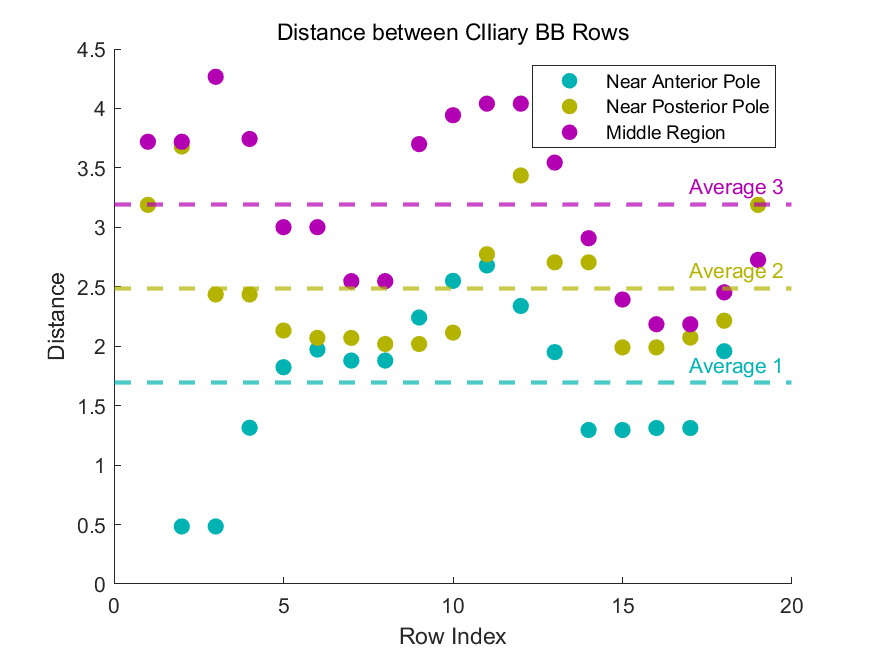 Distance between CIliary BB Rows
4.5
4
3.5
3
2.5
2
1.5
1
0.5
0
Distance
Near Anterior Pole
Near Posterior Pole
Middle Region
Average 3
Average 2
Average 1
0 5 10 15 20
Row Index